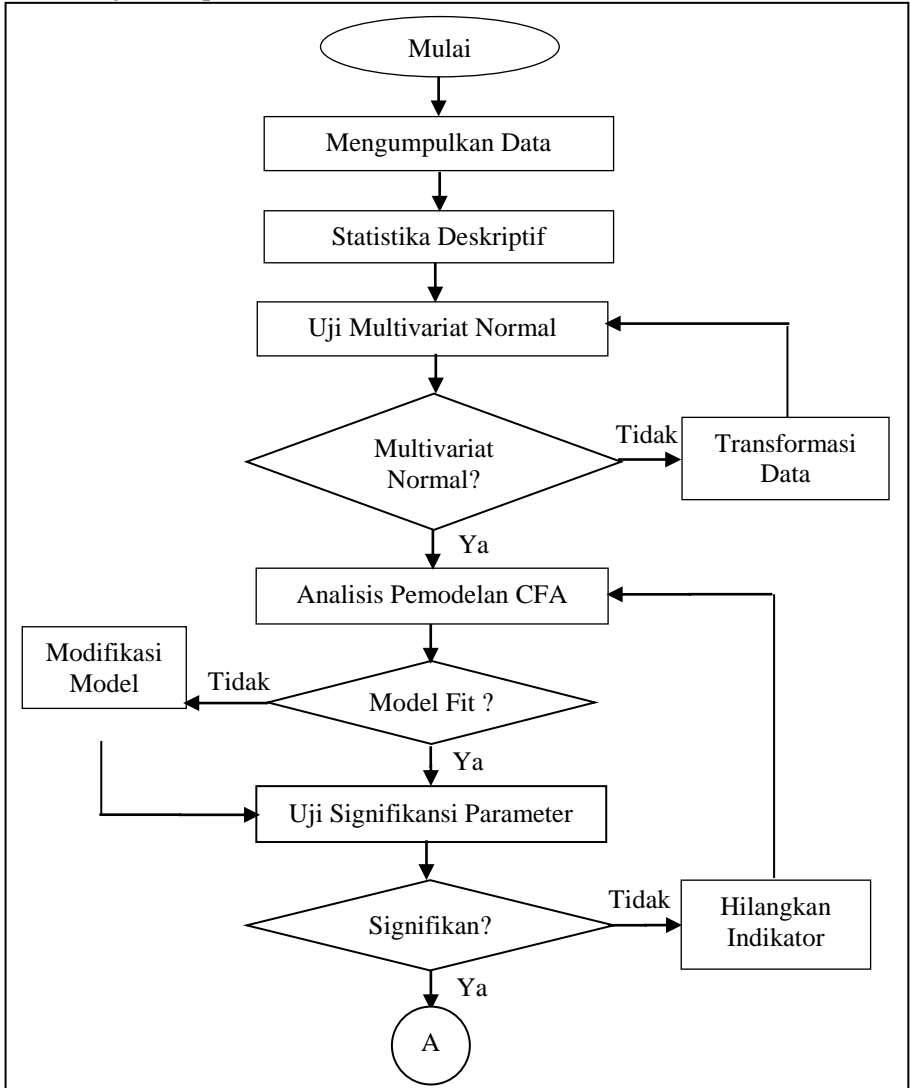 Mulai
Mengumpulkan Data
Statistika Deskriptif
Uji Multivariat Normal
Multivariat
Normal?
Tidak
Transformasi
Data
Ya
Analisis Pemodelan CFA
Modifikasi
Model
Tidak
Model Fit ?
Ya
Uji Signifikansi Parameter
Signifikan?
Tidak
Hilangkan
Indikator
Ya
A